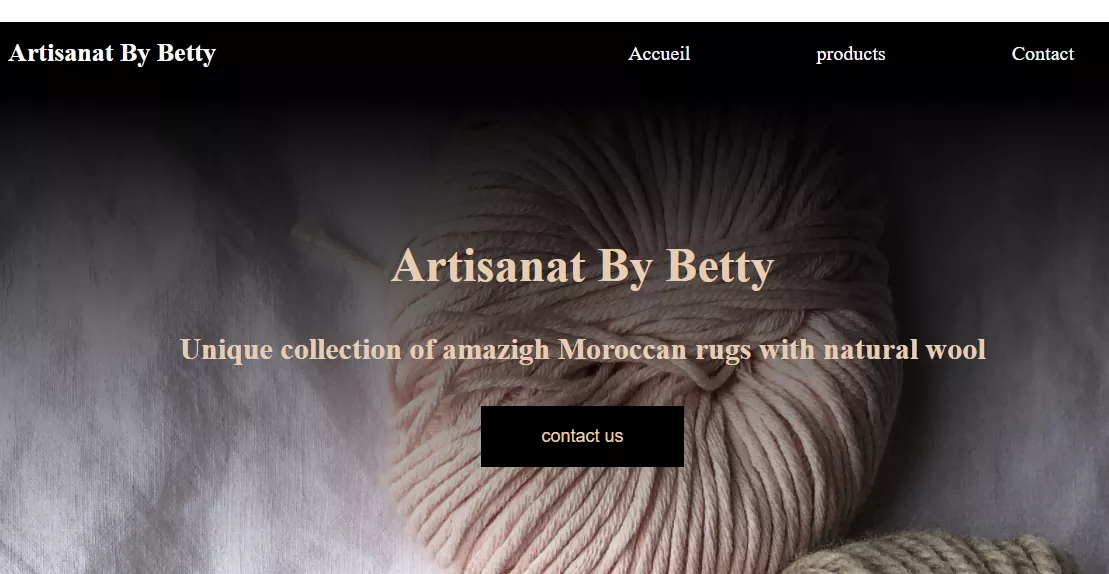 Artisanat By Betty
Accueil products Contact
Artisanat By Betty
Unique collection of amazigh Moroccan rugs with natural wool
contact us